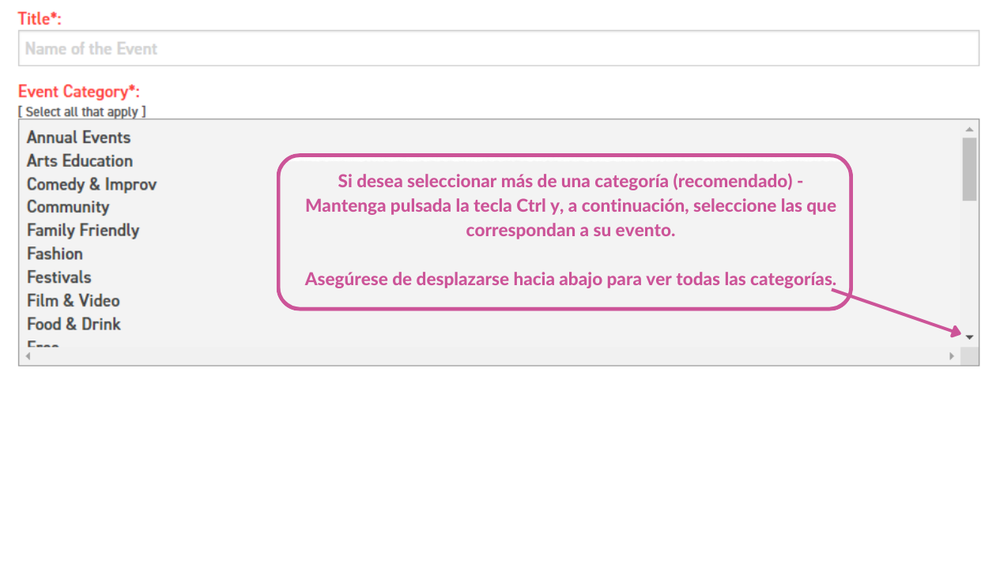 Title*:
Name of the Event
Event Category*:
[ Select all that apply ]
Annual Events
Arts Education
Comedy & Improv
Community
Family Friendly
Fashion
Festivals
Film & Video
Food & Drink
Free
Si desea seleccionar más de una categoría (recomendado) -
Mantenga pulsada la tecla Ctrl y, a continuación, seleccione las que
correspondan a su evento.
Asegúrese de desplazarse hacia abajo para ver todas las categorías.